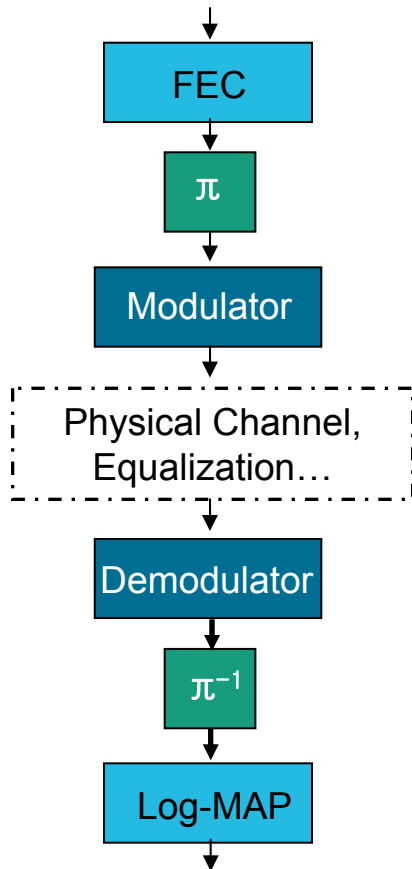 FEC
π
Modulator
Physical Channel,
Equalization…
Demodulator
π⁻¹
Log-MAP